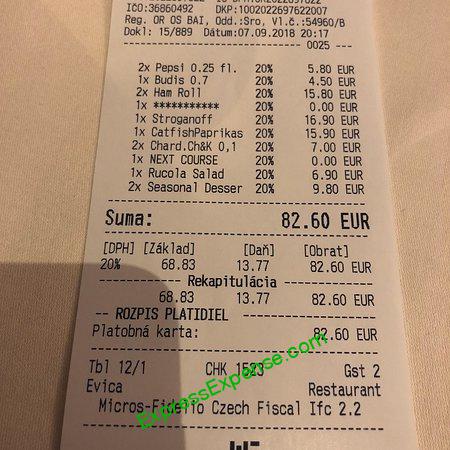 IČO:36860492 DKP:1002022697622007
Reg. OR OS BAI, Odd.:Sro, Vl.č.:54960/B
Dokl: 15/889 Dátum:07.09.2018 20:17
0025
2x Pepsi 0.25 fl. 20% 5.80 EUR
1x Budis 0.7 20% 4.50 EUR
2x Ham Roll 20% 15.80 EUR
1x *********** 20% 0.00 EUR
1x Stroganoff 20% 16.90 EUR
1x CatfishPaprikas 20% 15.90 EUR
2x Chard.Ch&K 0,1 20% 7.00 EUR
1x NEXT COURSE 20% 0.00 EUR
1x Rucola Salad 20% 6.90 EUR
2x Seasonal Desser 20% 9.80 EUR
Suma: 82.60 EUR
[DPH] [Základ] [Daň] [Obrat]
20% 68.83 13.77 82.60 EUR
Rekapitulácia
68.83 13.77 82.60 EUR
-- ROZPIS PLATIDIEL --
Platobná karta: 82.60 EUR
Tbl 12/1 CHK 1523 Gst 2
Evica Restaurant
Micros-Fidelio Czech Fiscal Ifc 2.2
ExpressExpense.com